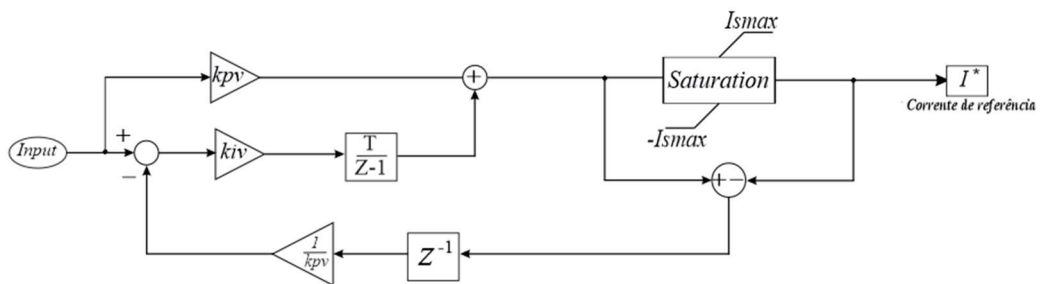 Ismax
kpv
+
Saturation
I*
Corrente de referência
-Ismax
Input
+
−
kiv
T
Z-1
+−
1
kpv
Z⁻¹